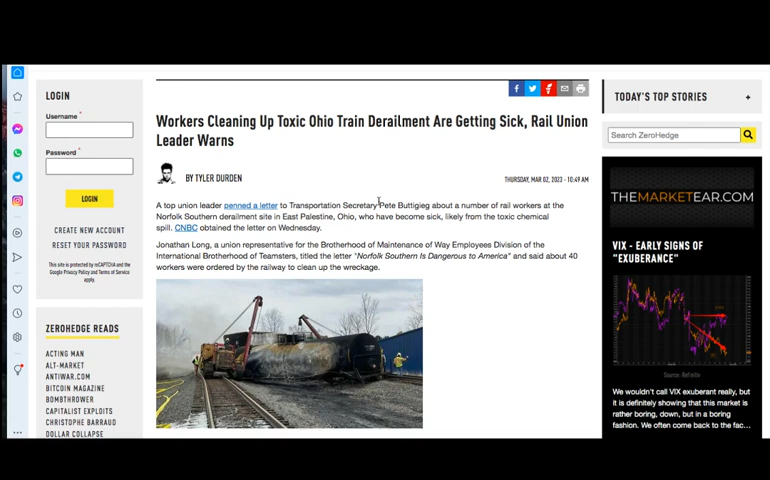 LOGIN
Username *
Password *
LOGIN
CREATE NEW ACCOUNT
RESET YOUR PASSWORD
This site is protected by reCAPTCHA and the
Google Privacy Policy and Terms of Service
apply.
ZEROHEDGE READS
ACTING MAN
ALT-MARKET
ANTIWAR.COM
BITCOIN MAGAZINE
BOMBTHROWER
CAPITALIST EXPLOITS
CHRISTOPHE BARRAUD
DOLLAR COLLAPSE
Workers Cleaning Up Toxic Ohio Train Derailment Are Getting Sick, Rail Union
Leader Warns
BY TYLER DURDEN
THURSDAY, MAR 02, 2023 - 10:49 AM
A top union leader penned a letter to Transportation Secretary Pete Buttigieg about a number of rail workers at the
Norfolk Southern derailment site in East Palestine, Ohio, who have become sick, likely from the toxic chemical
spill. CNBC obtained the letter on Wednesday.
Jonathan Long, a union representative for the Brotherhood of Maintenance of Way Employees Division of the
International Brotherhood of Teamsters, titled the letter "Norfolk Southern Is Dangerous to America" and said about 40
workers were ordered by the railway to clean up the wreckage.
TODAY'S TOP STORIES +
Search ZeroHedge
THEMARKETEAR.COM
VIX - EARLY SIGNS OF
"EXUBERANCE"
Source: Refinitiv
We wouldn't call VIX exuberant really, but
it is definitely showing that this market is
rather boring, down, but in a boring
fashion. We often come back to the fac...